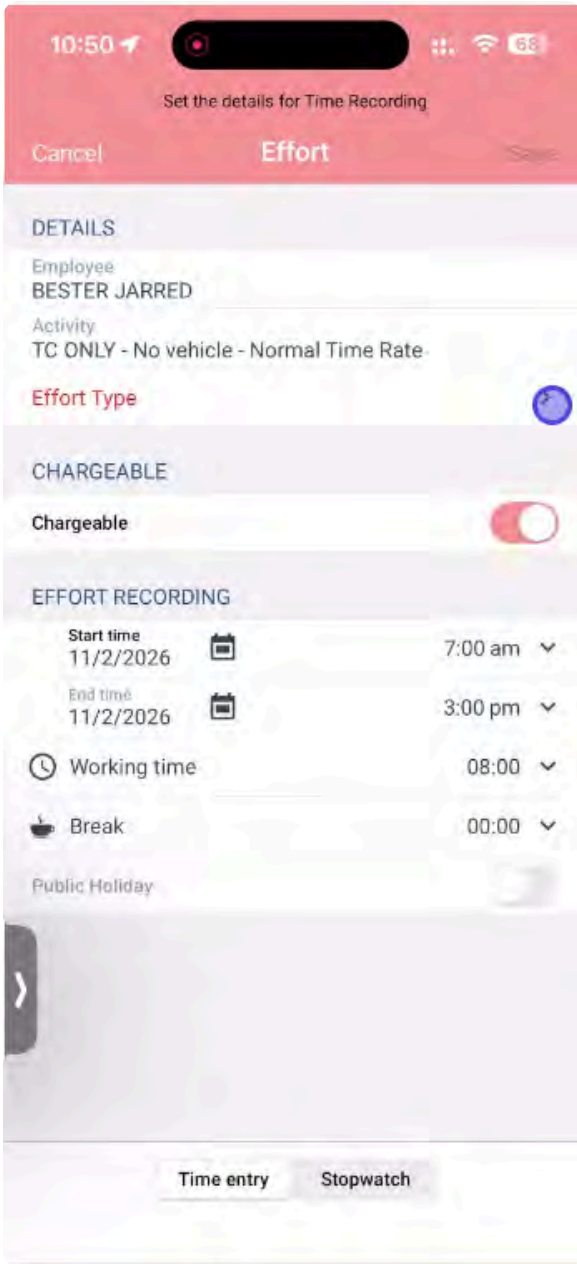 10:50
68
Set the details for Time Recording
Cancel
Effort
Save
DETAILS
Employee
BESTER JARRED
Activity
TC ONLY - No vehicle - Normal Time Rate
Effort Type
CHARGEABLE
Chargeable
EFFORT RECORDING
Start time
11/2/2026
7:00 am
End time
11/2/2026
3:00 pm
Working time
08:00
Break
00:00
Public Holiday
Time entry
Stopwatch